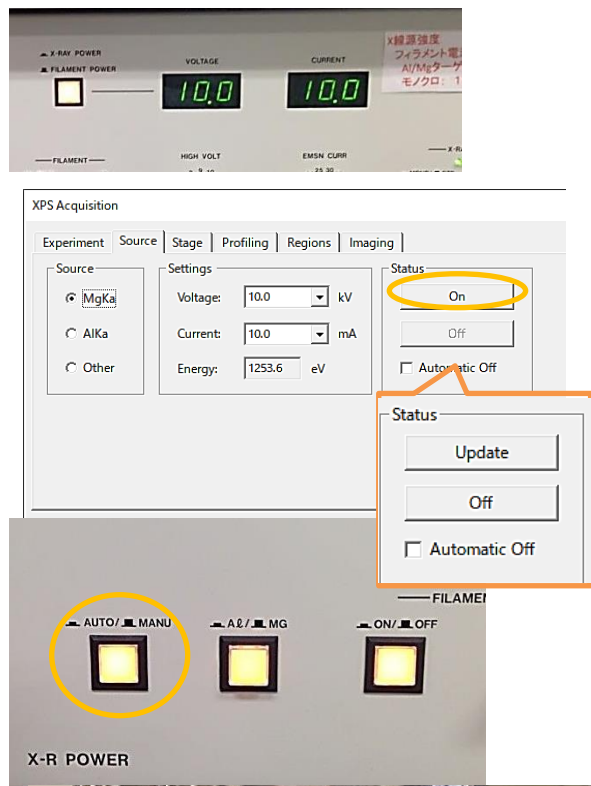 X-RAY POWER
FILAMENT POWER
VOLTAGE
CURRENT
10.0
10.0
X線源強度
フィラメント電
Al/Mgターゲ
モノクロ: 1
FILAMENT
HIGH VOLT
EMSN CURR
X-R
XPS Acquisition
Experiment Source Stage Profiling Regions Imaging
Source
MgKa
AlKa
Other
Settings
Voltage: 10.0 kV
Current: 10.0 mA
Energy: 1253.6 eV
Status
On
Off
Automatic Off
Status
Update
Off
Automatic Off
FILAME
AUTO/ MANU
Aℓ/ MG
ON/ OFF
X-R POWER